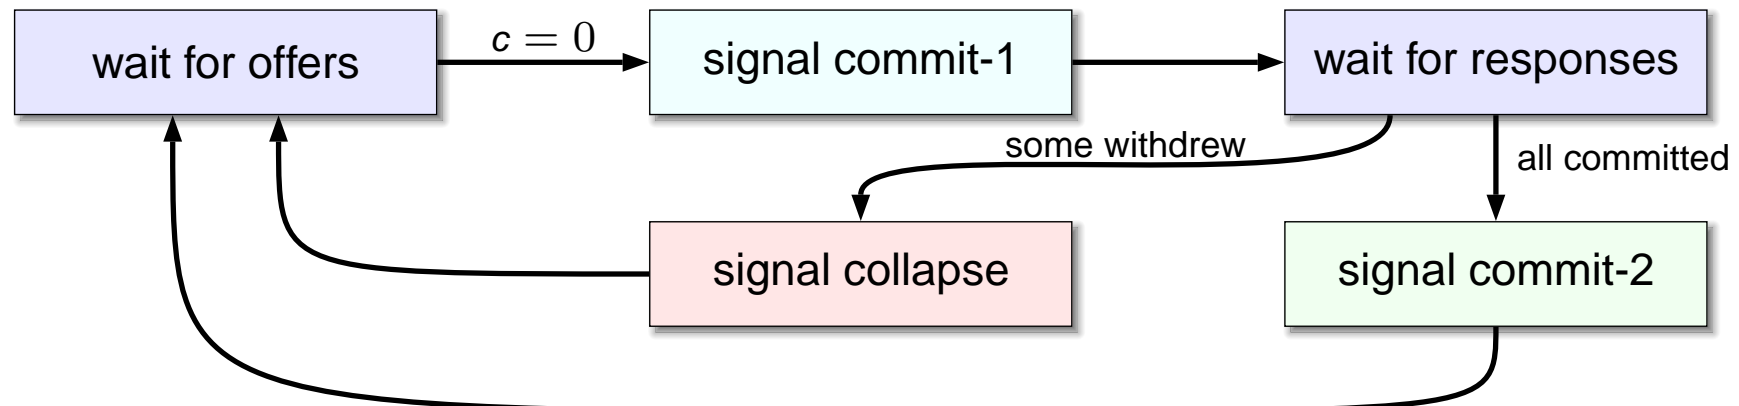 wait for offers
c = 0
signal commit-1
wait for responses
some withdrew
all committed
signal collapse
signal commit-2